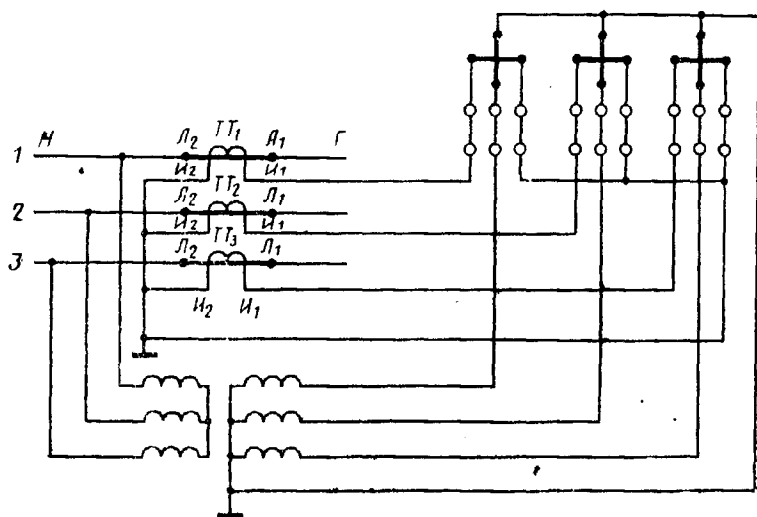 М Г
1 Л₂ ТТ₁ Л₁
И₂ И₁
2 Л₂ ТТ₂ Л₁
И₂ И₁
3 Л₂ ТТ₃ Л₁
И₂ И₁